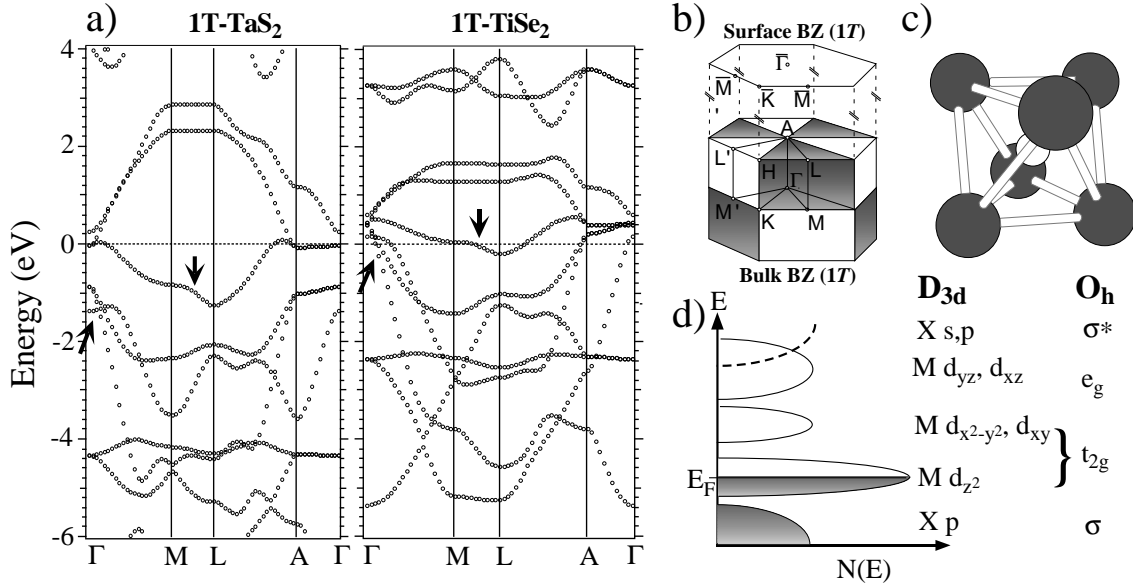 a)
1T-TaS2
1T-TiSe2
Energy (eV)
4
2
0
-2
-4
-6
Γ M L A Γ
Γ M L A Γ
b)
Surface BZ (1T)
Γ̅
M̅ '
K̅ M̅
A
L' H L
Γ
M' K M
Bulk BZ (1T)
c)
d)
E
D3d Oh
X s,p σ*
M dyz, dxz eg
M dx²-y², dxy } t2g
EF M dz²
X p σ
N(E)